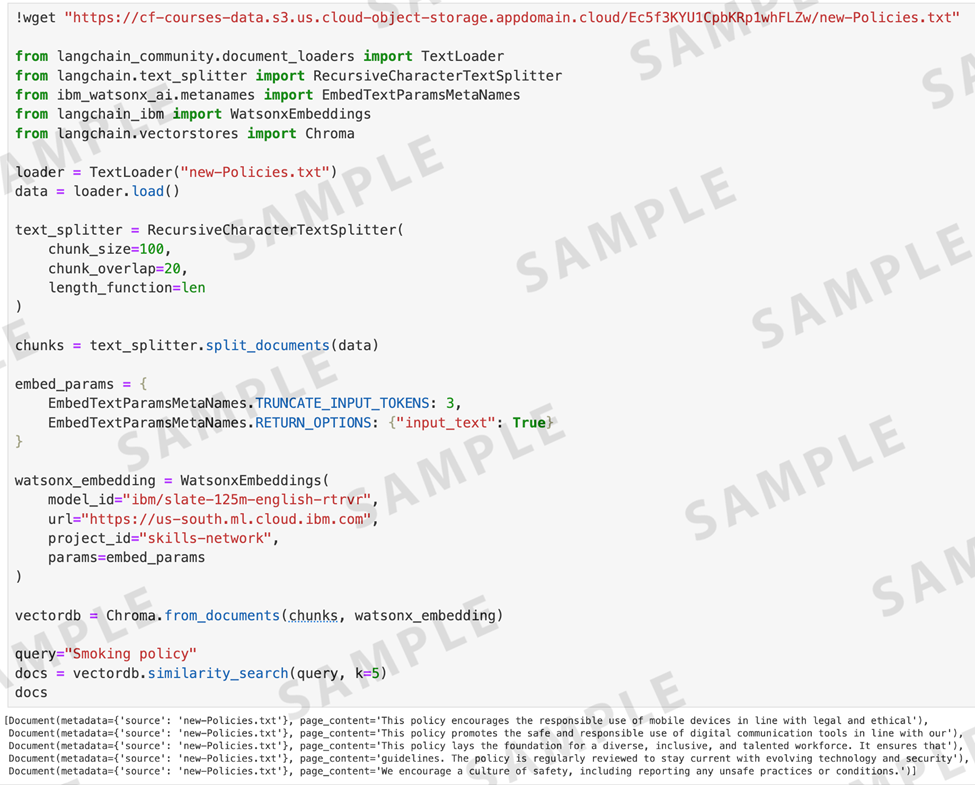 !wget "https://cf-courses-data.s3.us.cloud-object-storage.appdomain.cloud/Ec5f3KYU1CpbKRp1whFLZw/new-Policies.txt"
from langchain_community.document_loaders import TextLoader
from langchain.text_splitter import RecursiveCharacterTextSplitter
from ibm_watsonx_ai.metanames import EmbedTextParamsMetaNames
from langchain_ibm import WatsonxEmbeddings
from langchain.vectorstores import Chroma
loader = TextLoader("new-Policies.txt")
data = loader.load()
text_splitter = RecursiveCharacterTextSplitter(
    chunk_size=100,
    chunk_overlap=20,
    length_function=len
)
chunks = text_splitter.split_documents(data)
embed_params = {
    EmbedTextParamsMetaNames.TRUNCATE_INPUT_TOKENS: 3,
    EmbedTextParamsMetaNames.RETURN_OPTIONS: {"input_text": True}
}
watsonx_embedding = WatsonxEmbeddings(
    model_id="ibm/slate-125m-english-rtrvr",
    url="https://us-south.ml.cloud.ibm.com",
    project_id="skills-network",
    params=embed_params
)
vectordb = Chroma.from_documents(chunks, watsonx_embedding)
query="Smoking policy"
docs = vectordb.similarity_search(query, k=5)
docs
[Document(metadata={'source': 'new-Policies.txt'}, page_content='This policy encourages the responsible use of mobile devices in line with legal and ethical'),
Document(metadata={'source': 'new-Policies.txt'}, page_content='This policy promotes the safe and responsible use of digital communication tools in line with our'),
Document(metadata={'source': 'new-Policies.txt'}, page_content='This policy lays the foundation for a diverse, inclusive, and talented workforce. It ensures that'),
Document(metadata={'source': 'new-Policies.txt'}, page_content='guidelines. The policy is regularly reviewed to stay current with evolving technology and security'),
Document(metadata={'source': 'new-Policies.txt'}, page_content='We encourage a culture of safety, including reporting any unsafe practices or conditions.')]
SAMPLE
SAMPLE
SAMPLE
SAMPLE
SAMPLE
SAMPLE
SAMPLE
SAMPLE
SAMPLE
SAMPLE